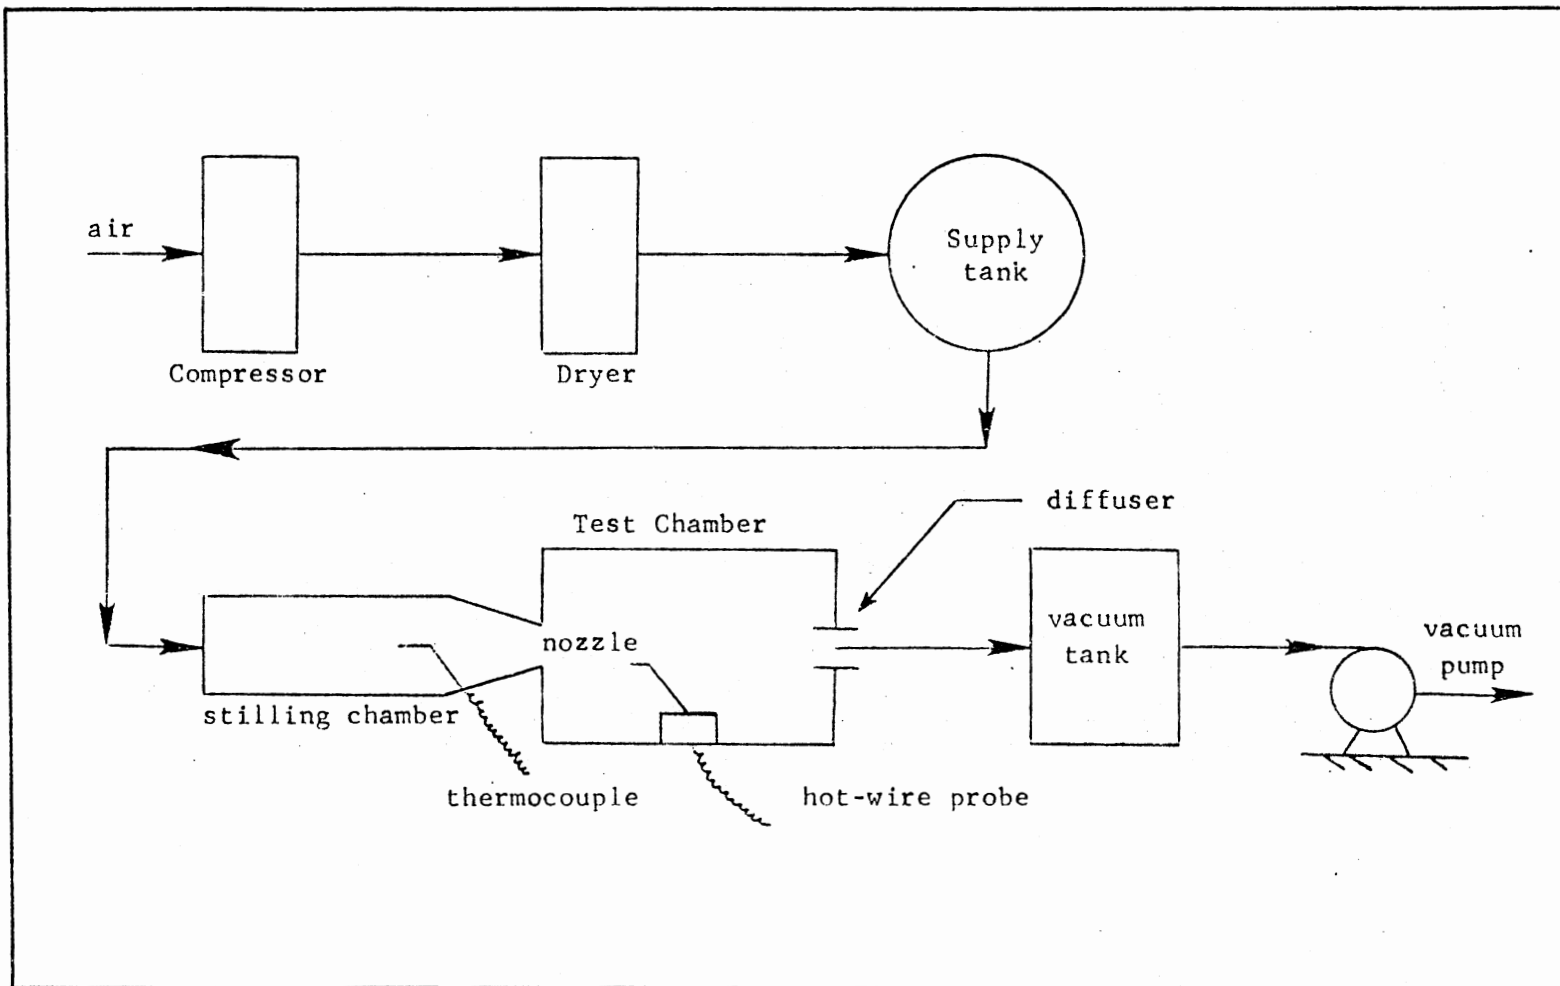 air
Supply
tank
Compressor
Dryer
diffuser
Test Chamber
nozzle
vacuum
tank
vacuum
pump
stilling chamber
thermocouple
hot-wire probe